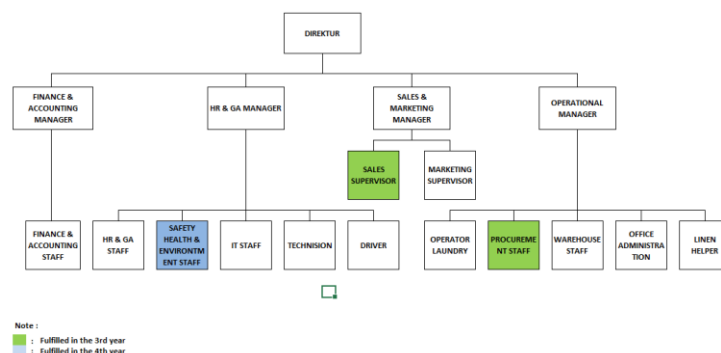 DIREKTUR
FINANCE &
ACCOUNTING
MANAGER
HR & GA MANAGER
SALES &
MARKETING
MANAGER
OPERATIONAL
MANAGER
SALES
SUPERVISOR
MARKETING
SUPERVISOR
FINANCE &
ACCOUNTING
STAFF
HR & GA
STAFF
SAFETY
HEALTH &
ENVIRONTM
ENT STAFF
IT STAFF
TECHNISION
DRIVER
OPERATOR
LAUNDRY
PROCUREME
NT STAFF
WAREHOUSE
STAFF
OFFICE
ADMINISTRA
TION
LINEN
HELPER
Note :
: Fulfilled in the 3rd year
: Fulfilled in the 4th year